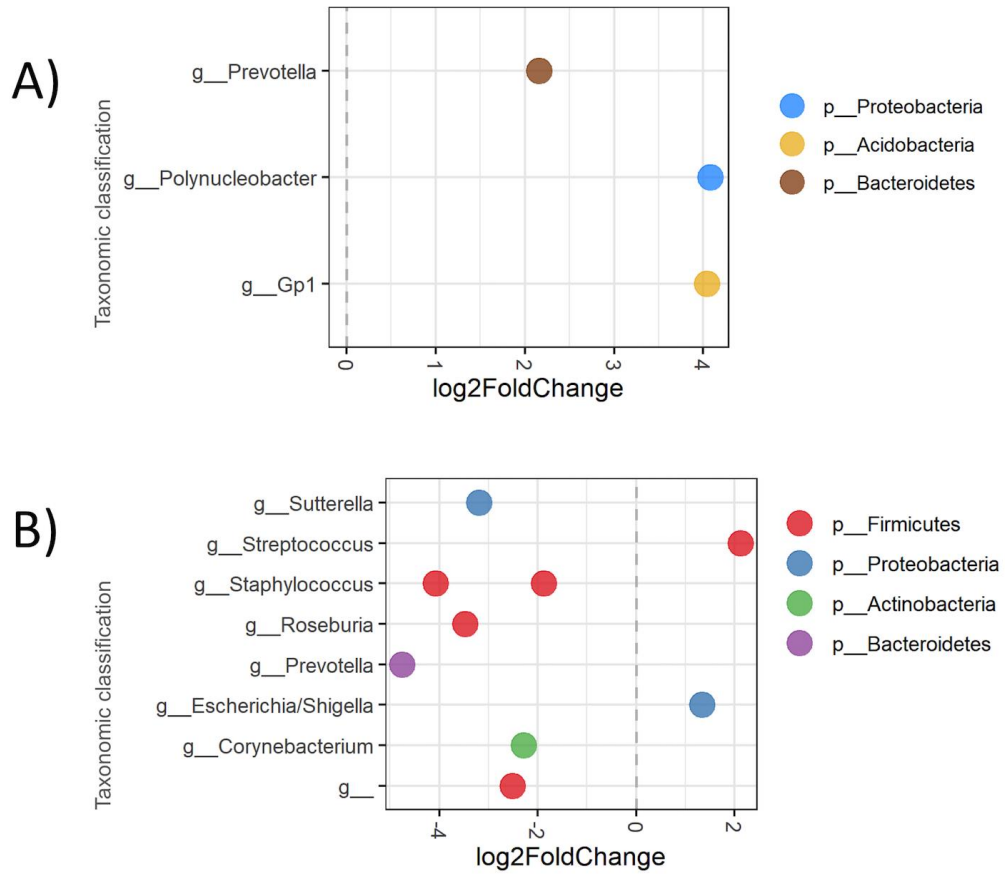 A)
Taxonomic classification
g__Prevotella
g__Polynucleobacter
g__Gp1
0 1 2 3 4
log2FoldChange
p__Proteobacteria
p__Acidobacteria
p__Bacteroidetes
B)
Taxonomic classification
g__Sutterella
g__Streptococcus
g__Staphylococcus
g__Roseburia
g__Prevotella
g__Escherichia/Shigella
g__Corynebacterium
g__
-4 -2 0 2
log2FoldChange
p__Firmicutes
p__Proteobacteria
p__Actinobacteria
p__Bacteroidetes